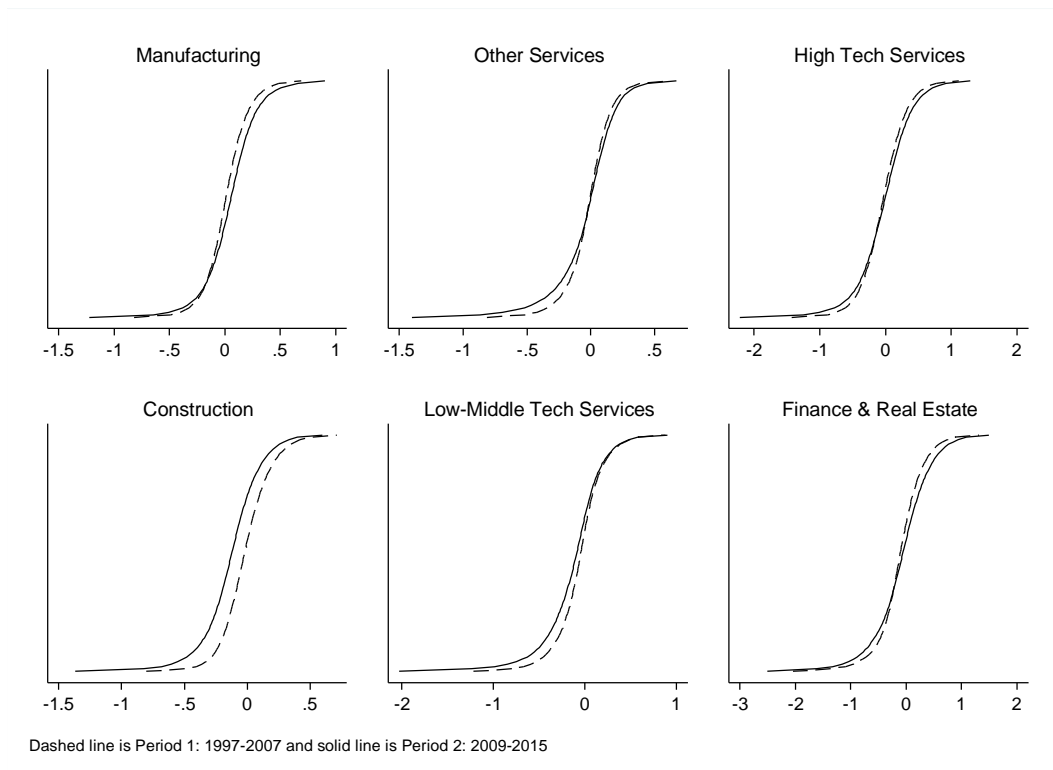 Manufacturing Other Services High Tech Services
-1.5 -1 -.5 0 .5 1 -1.5 -1 -.5 0 .5 -2 -1 0 1 2
Construction Low-Middle Tech Services Finance & Real Estate
-1.5 -1 -.5 0 .5 -2 -1 0 1 -3 -2 -1 0 1 2
Dashed line is Period 1: 1997-2007 and solid line is Period 2: 2009-2015